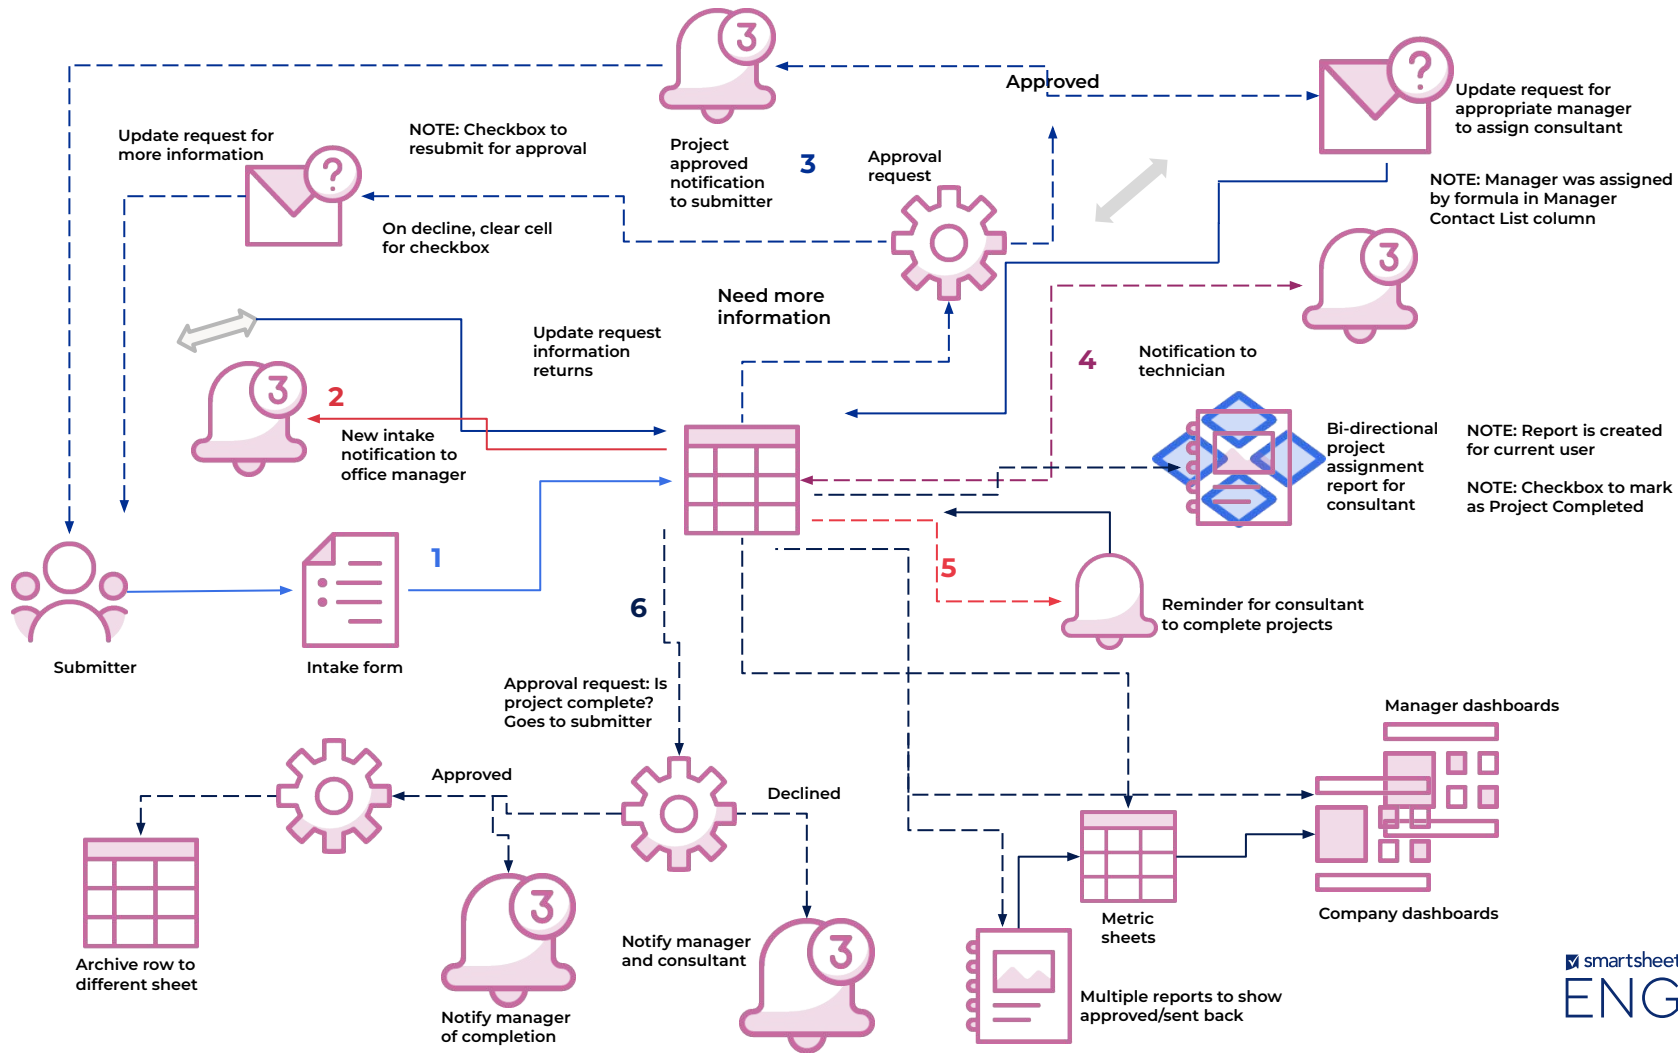 3
Approved
Update request for
appropriate manager
to assign consultant
?
Update request for
more information
NOTE: Checkbox to
resubmit for approval
?
Project
approved
notification
to submitter
3
Approval
request
NOTE: Manager was assigned
by formula in Manager
Contact List column
On decline, clear cell
for checkbox
3
Need more
information
Update request
information
returns
4
Notification to
technician
3
2
New intake
notification to
office manager
Bi-directional
project
assignment
report for
consultant
NOTE: Report is created
for current user
NOTE: Checkbox to mark
as Project Completed
1
5
6
Reminder for consultant
to complete projects
Submitter
Intake form
Approval request: Is
project complete?
Goes to submitter
Manager dashboards
Approved
Declined
3
Notify manager
of completion
Notify manager
and consultant
3
Archive row to
different sheet
Metric
sheets
Company dashboards
Multiple reports to show
approved/sent back
smartsheet
ENG